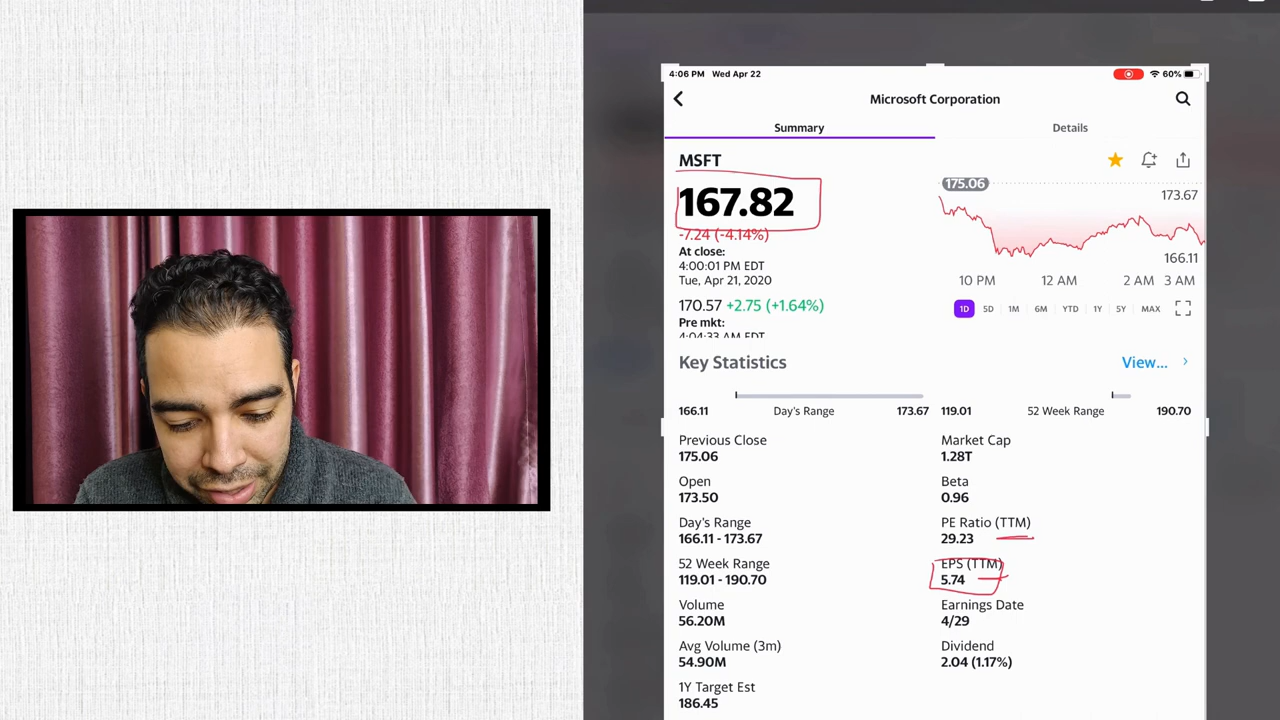 4:06 PM Wed Apr 22
60%
Microsoft Corporation
Summary
Details
MSFT
167.82
-7.24 (-4.14%)
At close:
4:00:01 PM EDT
Tue, Apr 21, 2020
170.57 +2.75 (+1.64%)
Pre mkt:
4:04:33 AM EDT
175.06
173.67
166.11
10 PM 12 AM 2 AM 3 AM
1D 5D 1M 6M YTD 1Y 5Y MAX
Key Statistics
View...
166.11 Day's Range 173.67
119.01 52 Week Range 190.70
Previous Close
175.06
Market Cap
1.28T
Open
173.50
Beta
0.96
Day's Range
166.11 - 173.67
PE Ratio (TTM)
29.23
52 Week Range
119.01 - 190.70
EPS (TTM)
5.74
Volume
56.20M
Earnings Date
4/29
Avg Volume (3m)
54.90M
Dividend
2.04 (1.17%)
1Y Target Est
186.45